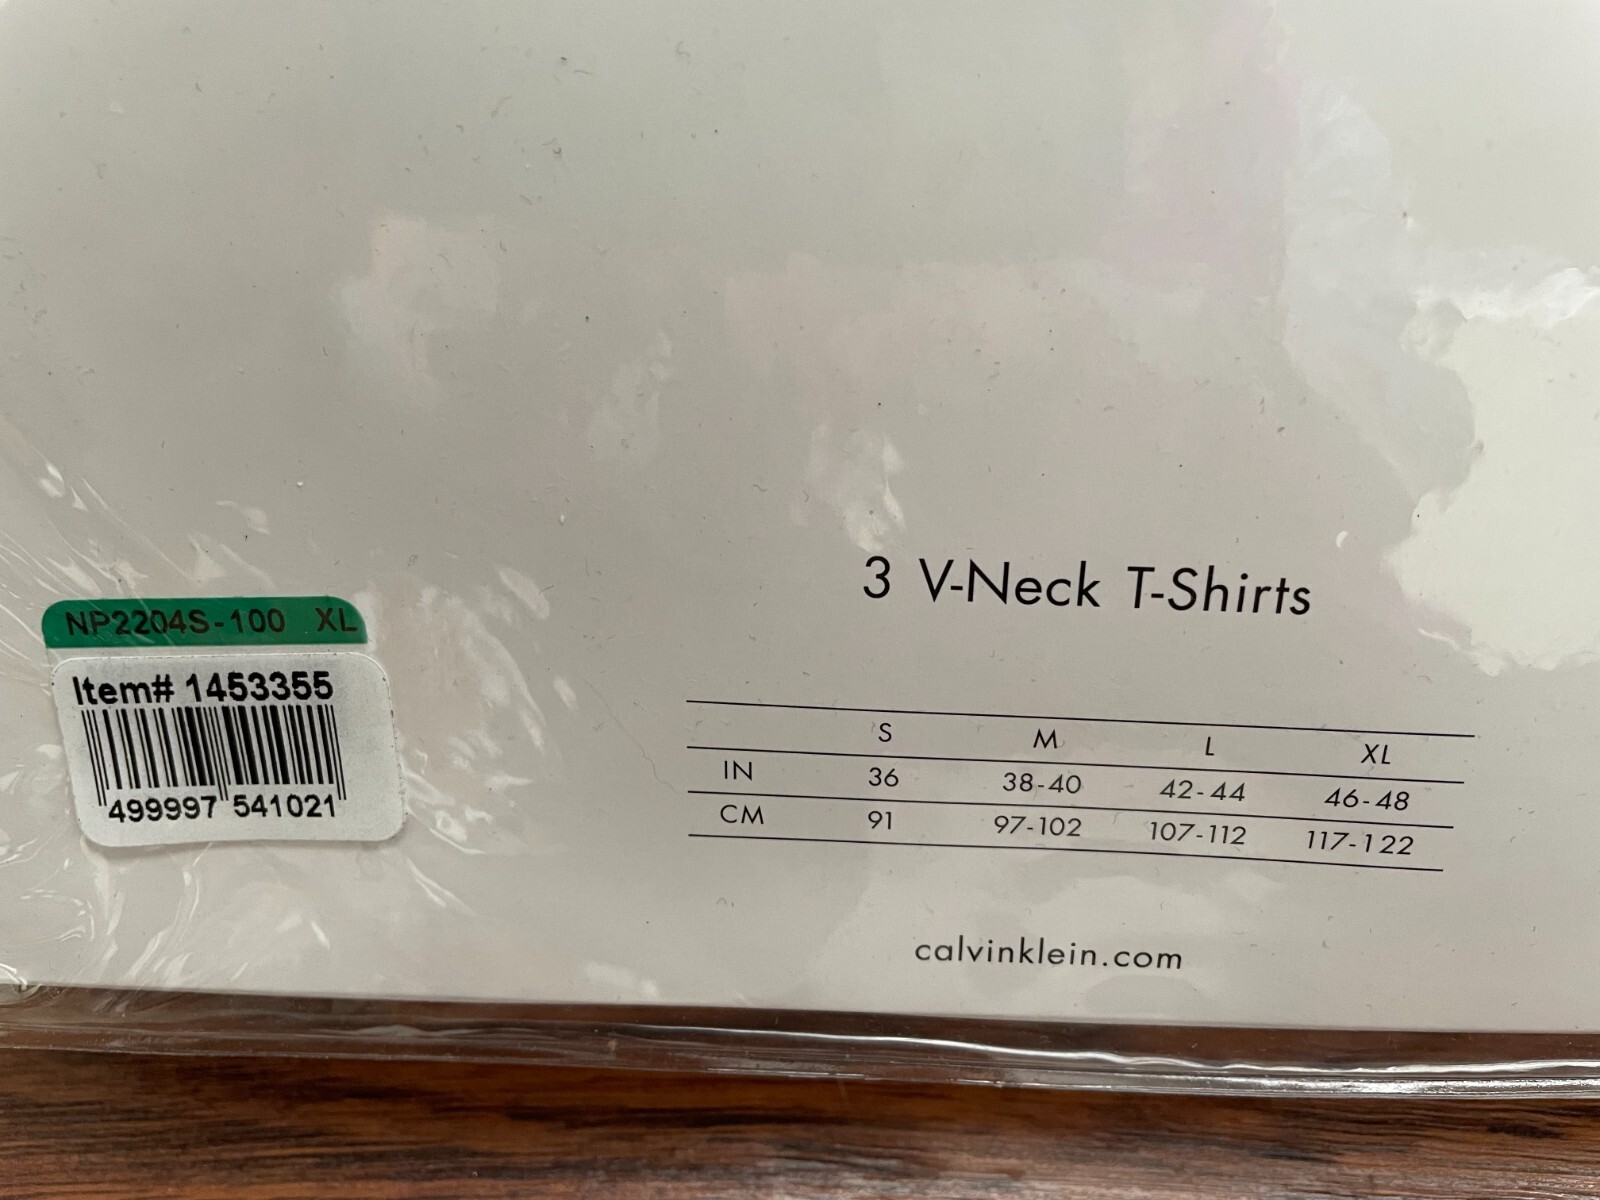 NP2204S-100 XL
Item# 1453355
499997 541021
3 V-Neck T-Shirts
S M L XL
IN 36 38-40 42-44 46-48
CM 91 97-102 107-112 117-122
calvinklein.com